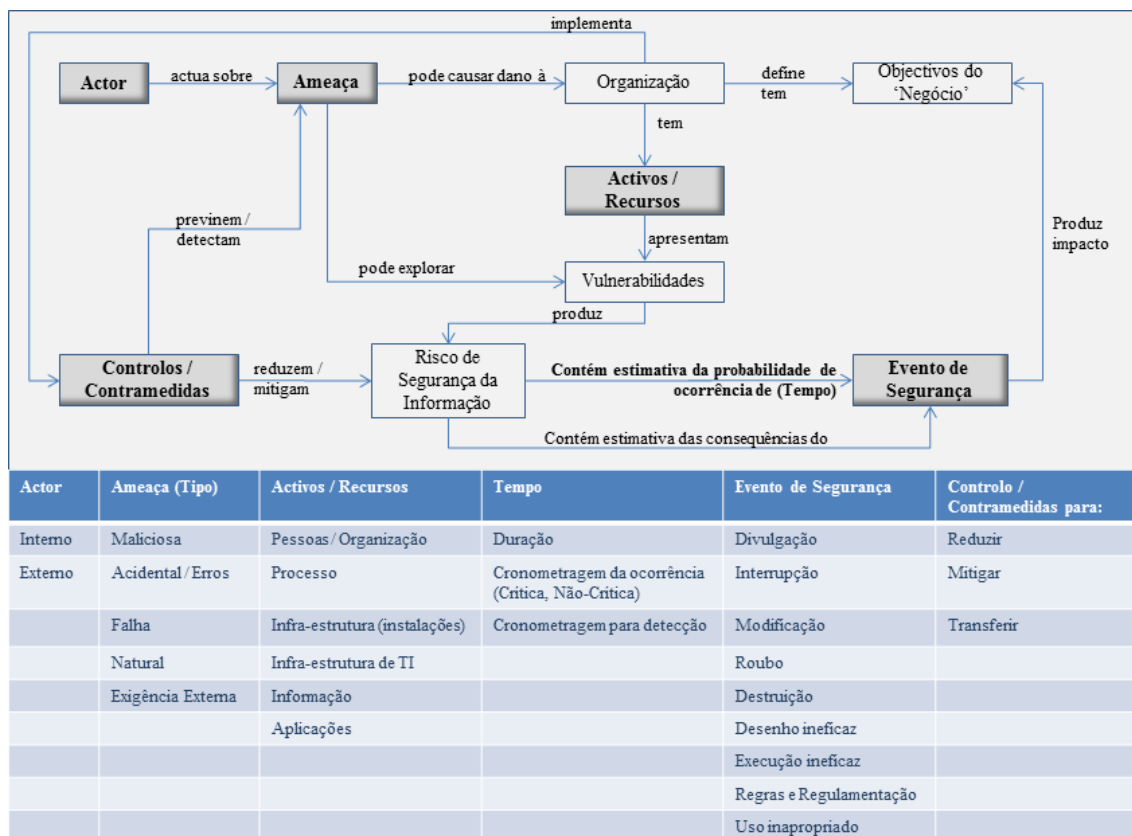 implementa
Actor
actua sobre
Ameaça
pode causar dano à
Organização
define
tem
Objectivos do
‘Negócio’
tem
Activos /
Recursos
previnem /
detectam
apresentam
Produz
impacto
pode explorar
Vulnerabilidades
produz
Controlos /
Contramedidas
reduzem /
mitigam
Risco de
Segurança da
Informação
Contém estimativa da probabilidade de
ocorrência de (Tempo)
Evento de
Segurança
Contém estimativa das consequências do
Actor Ameaça (Tipo) Activos / Recursos Tempo Evento de Segurança Controlo /
Contramedidas para:
Interno Maliciosa Pessoas / Organização Duração Divulgação Reduzir
Externo Acidental / Erros Processo Cronometragem da ocorrência Interrupção Mitigar
(Critica, Não-Critica)
Falha Infra-estrutura (instalações) Cronometragem para detecção Modificação Transferir
Natural Infra-estrutura de TI Roubo
Exigência Externa Informação Destruição
Aplicações Desenho ineficaz
Execução ineficaz
Regras e Regulamentação
Uso inapropriado